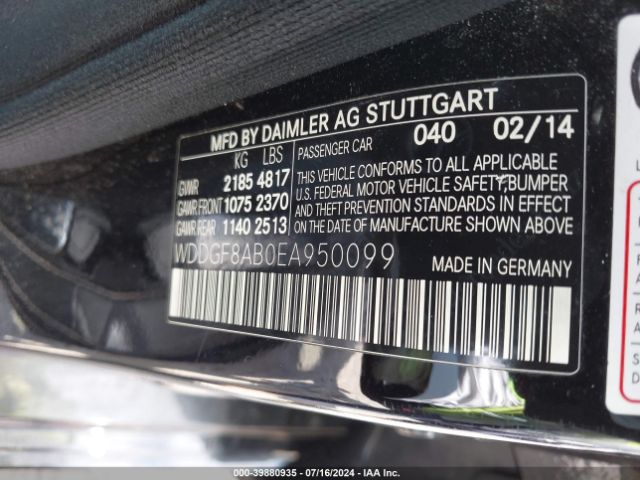 MFD BY DAIMLER AG STUTTGART
KG LBS PASSENGER CAR 040 02/14
GVWR 2185 4817
GAWR FRONT 1075 2370
GAWR REAR 1140 2513
THIS VEHICLE CONFORMS TO ALL APPLICABLE
U.S. FEDERAL MOTOR VEHICLE SAFETY, BUMPER
AND THEFT PREVENTION STANDARDS IN EFFECT
ON THE DATE OF MANUFACTURE SHOWN ABOVE
WDDGF8AB0EA950099 MADE IN GERMANY
000-39880935 - 07/16/2024 - IAAI.COM